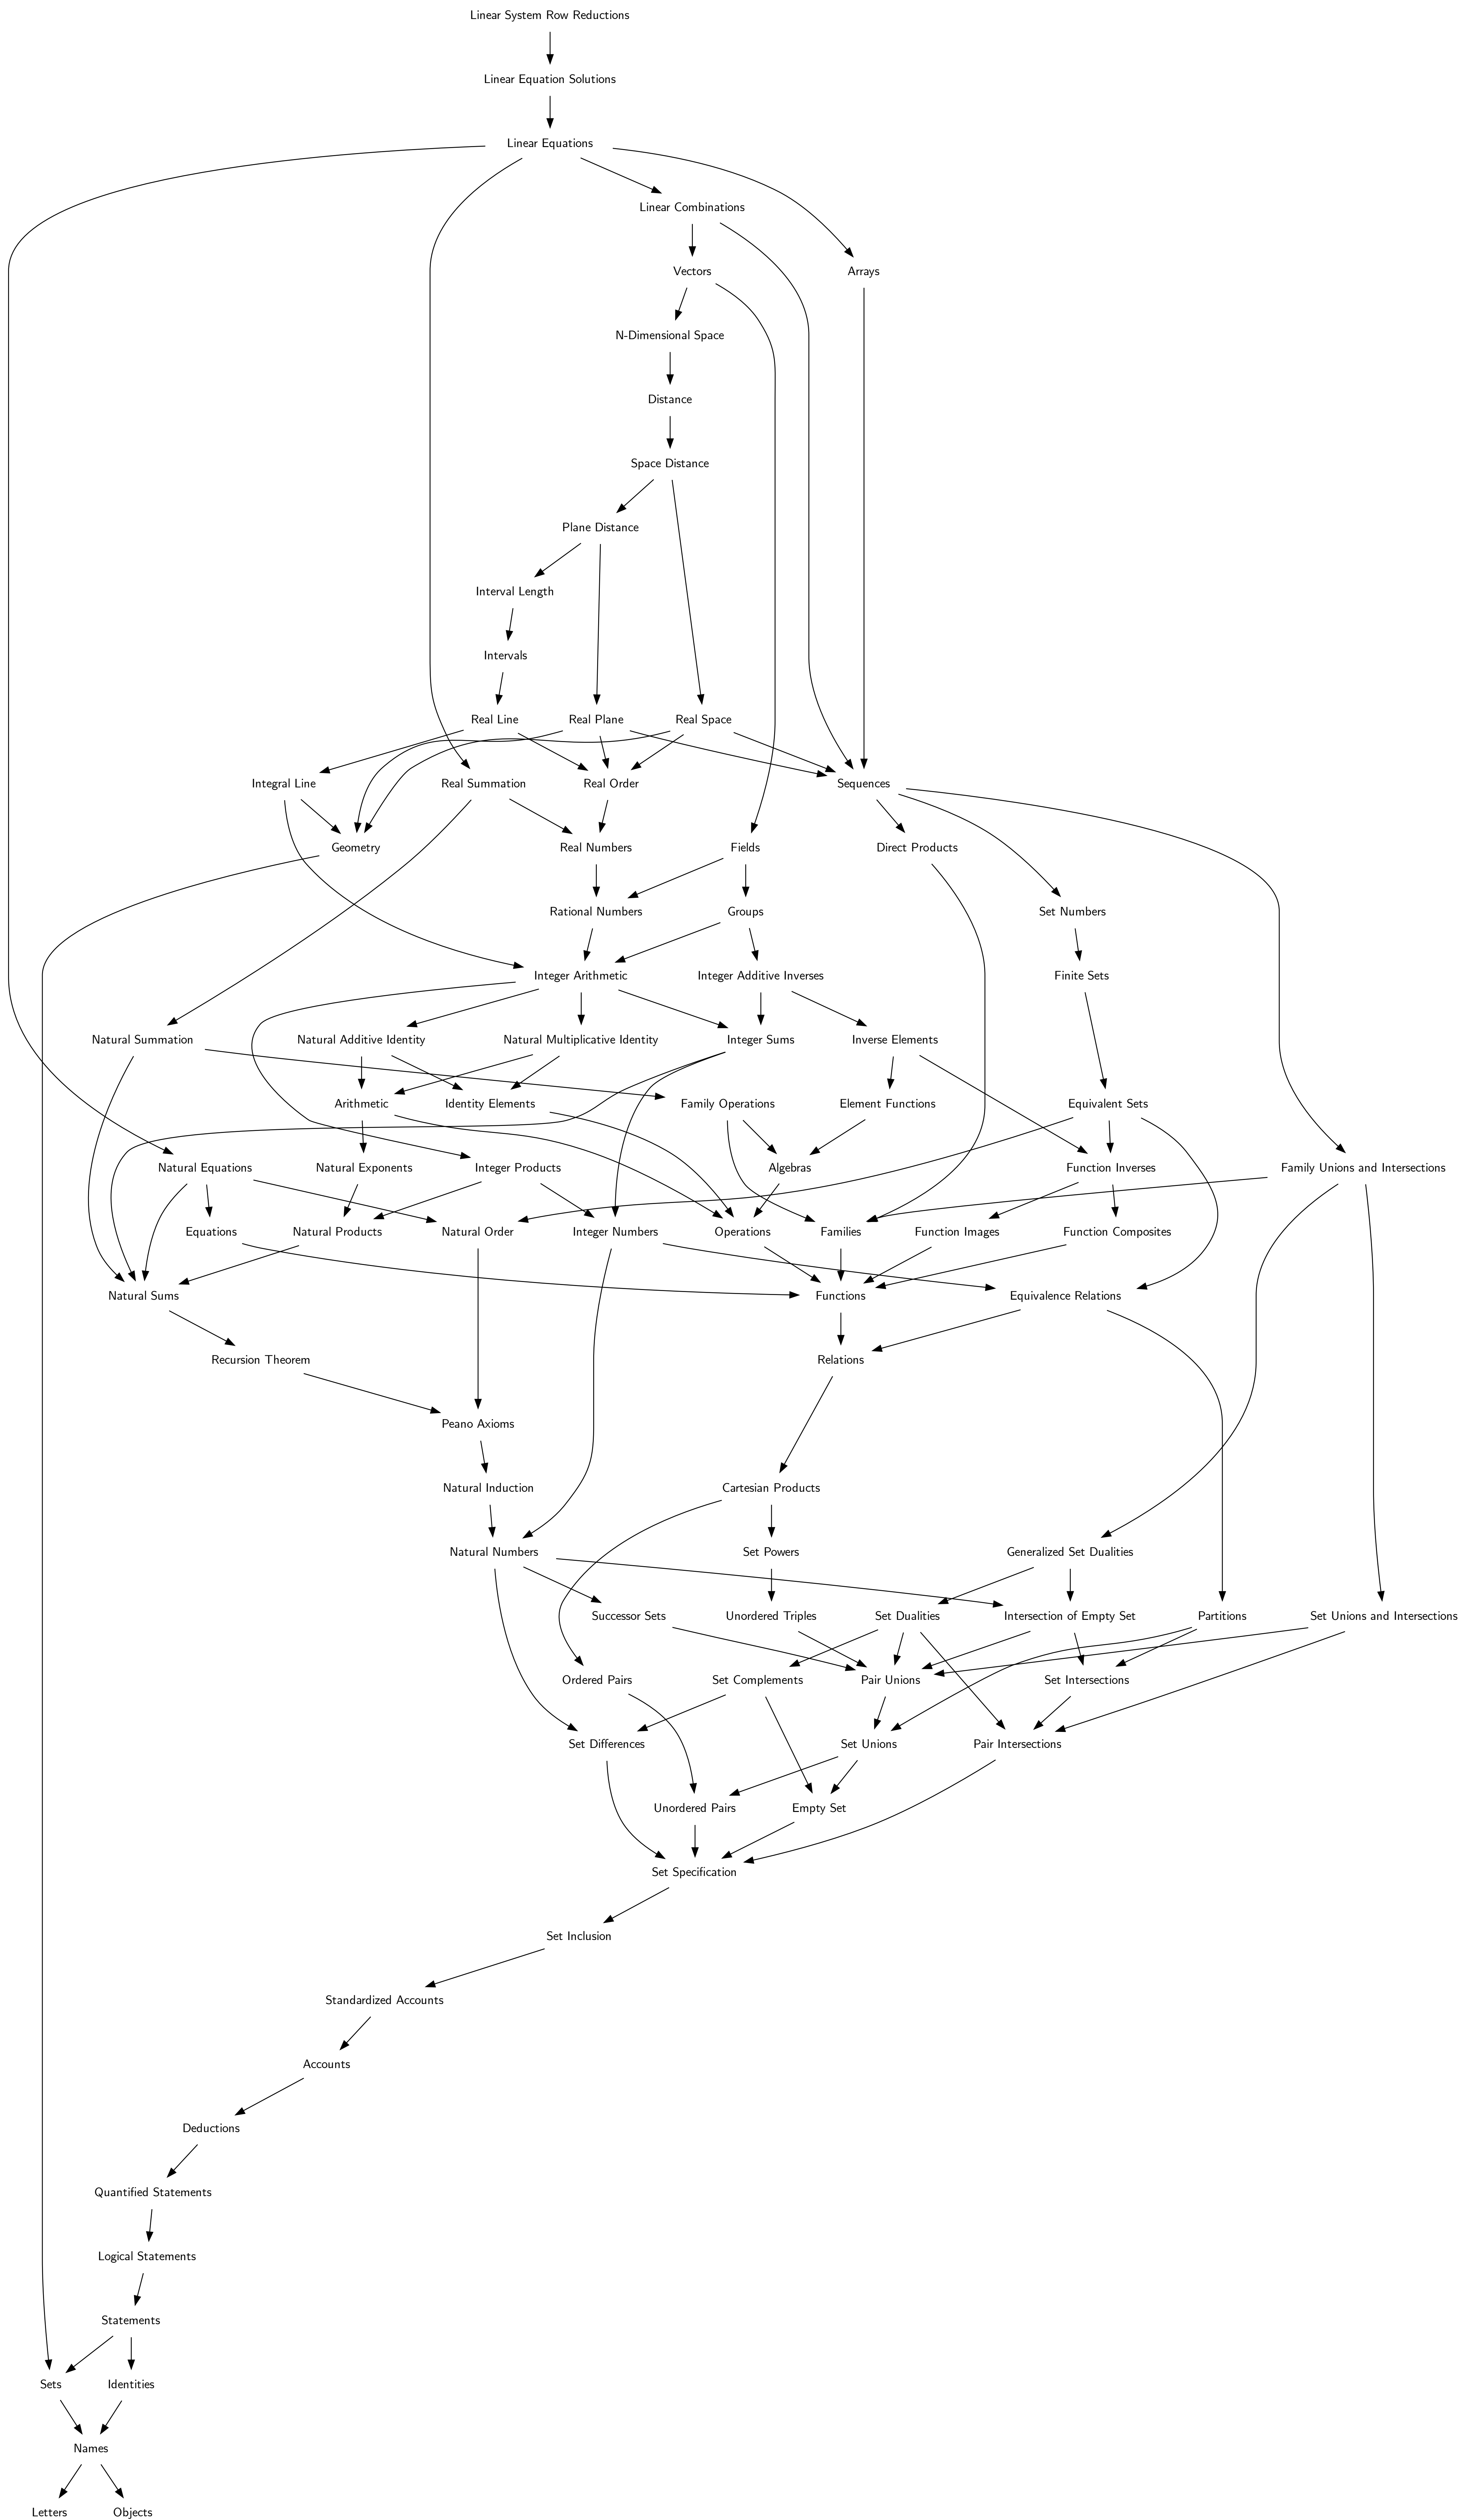 Linear System Row Reductions
Linear Equation Solutions
Linear Equations
Linear Combinations
Vectors
Arrays
N-Dimensional Space
Distance
Space Distance
Plane Distance
Interval Length
Intervals
Real Line
Real Plane
Real Space
Integral Line
Real Summation
Real Order
Sequences
Geometry
Real Numbers
Fields
Direct Products
Rational Numbers
Groups
Set Numbers
Integer Arithmetic
Integer Additive Inverses
Finite Sets
Natural Summation
Natural Additive Identity
Natural Multiplicative Identity
Integer Sums
Inverse Elements
Arithmetic
Identity Elements
Family Operations
Element Functions
Equivalent Sets
Natural Equations
Natural Exponents
Integer Products
Algebras
Function Inverses
Family Unions and Intersections
Equations
Natural Products
Natural Order
Integer Numbers
Operations
Families
Function Images
Function Composites
Natural Sums
Functions
Equivalence Relations
Recursion Theorem
Relations
Peano Axioms
Natural Induction
Cartesian Products
Natural Numbers
Set Powers
Generalized Set Dualities
Successor Sets
Unordered Triples
Set Dualities
Intersection of Empty Set
Partitions
Set Unions and Intersections
Ordered Pairs
Set Complements
Pair Unions
Set Intersections
Set Differences
Set Unions
Pair Intersections
Unordered Pairs
Empty Set
Set Specification
Set Inclusion
Standardized Accounts
Accounts
Deductions
Quantified Statements
Logical Statements
Statements
Sets
Identities
Names
Letters
Objects